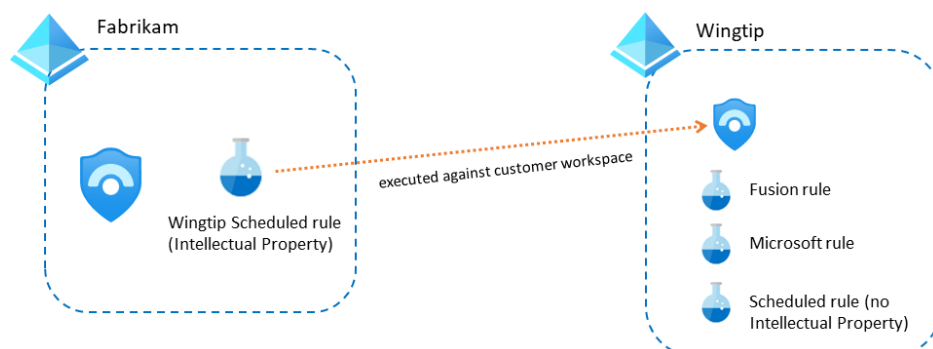 Fabrikam
Wingtip
Wingtip Scheduled rule
(Intellectual Property)
executed against customer workspace
Fusion rule
Microsoft rule
Scheduled rule (no
Intellectual Property)